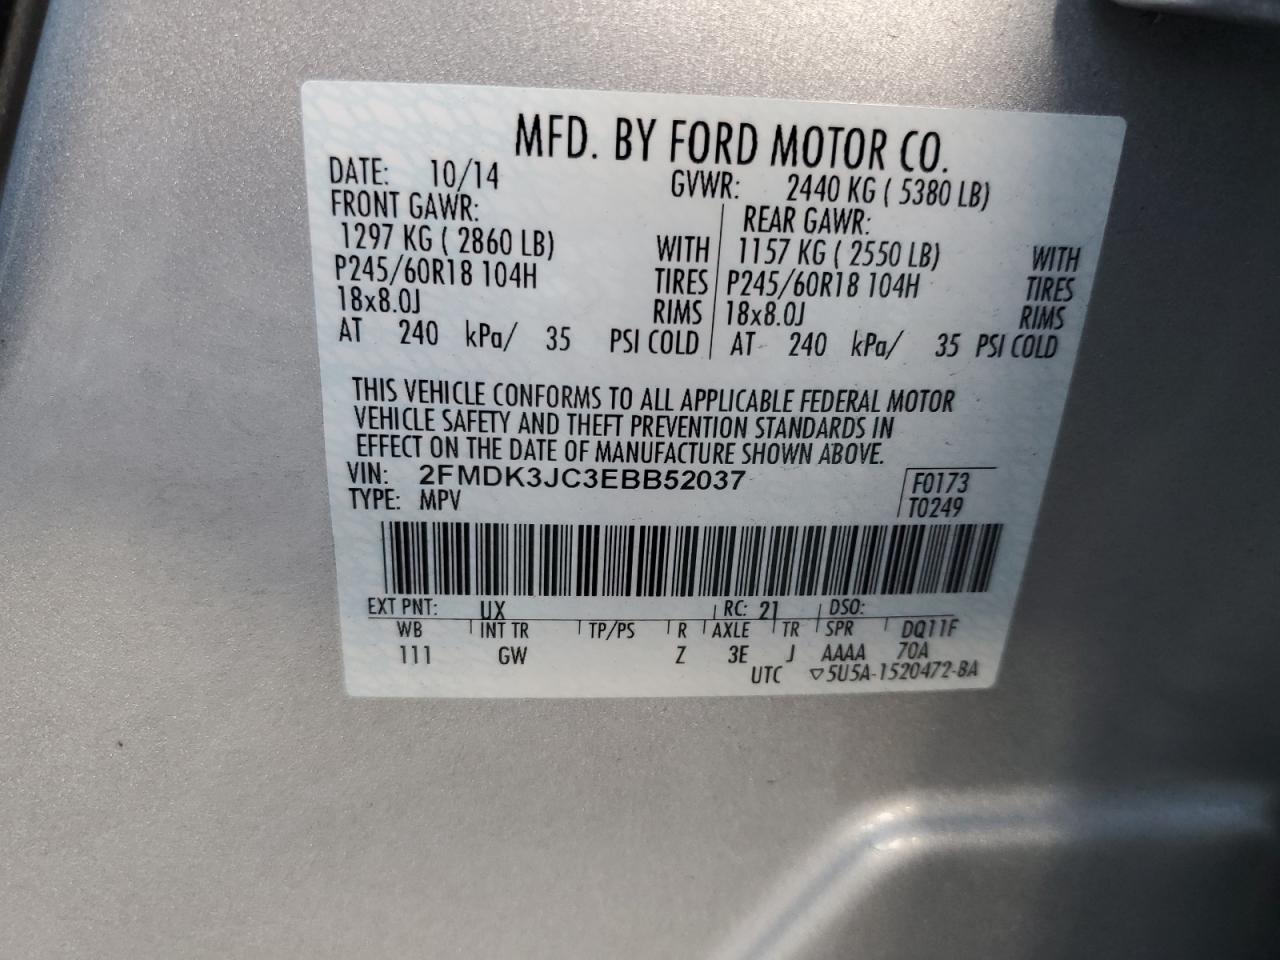 MFD. BY FORD MOTOR CO.
DATE: 10/14 GVWR: 2440 KG ( 5380 LB)
FRONT GAWR: REAR GAWR:
1297 KG ( 2860 LB) WITH 1157 KG ( 2550 LB) WITH
P245/60R18 104H TIRES P245/60R18 104H TIRES
18x8.0J RIMS 18x8.0J RIMS
AT 240 kPa/ 35 PSI COLD AT 240 kPa/ 35 PSI COLD
THIS VEHICLE CONFORMS TO ALL APPLICABLE FEDERAL MOTOR
VEHICLE SAFETY AND THEFT PREVENTION STANDARDS IN
EFFECT ON THE DATE OF MANUFACTURE SHOWN ABOVE.
VIN: 2FMDK3JC3EBB52037 F0173
TYPE: MPV T0249
EXT PNT: UX RC: 21 DSO:
WB INT TR TP/PS R AXLE TR SPR DQ11F
111 GW Z 3E J AAAA 70A
UTC ▽5U5A-1520472-BA